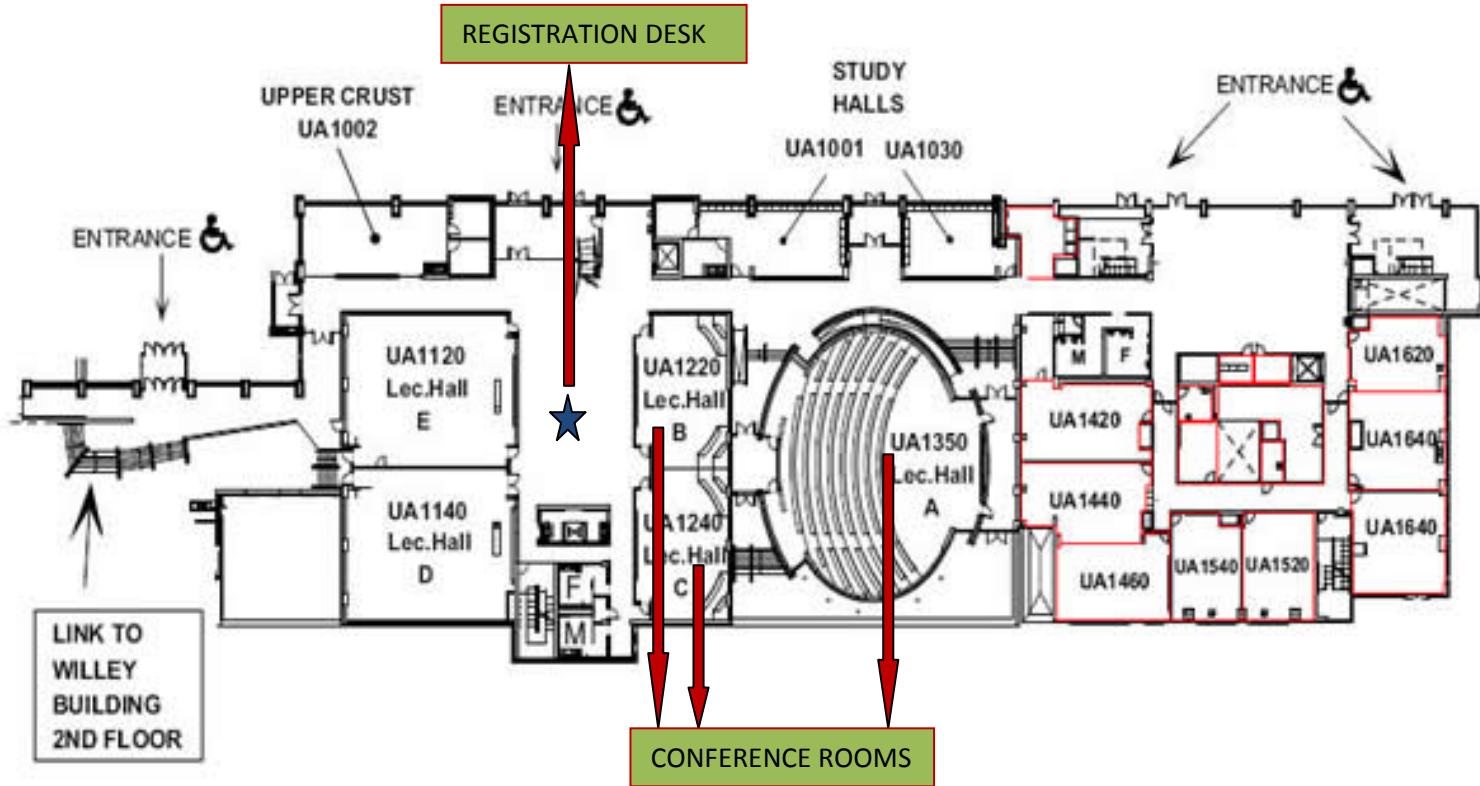 REGISTRATION DESK
UPPER CRUST
UA1002
ENTRANCE
STUDY
HALLS
UA1001 UA1030
ENTRANCE
ENTRANCE
UA1120
Lec.Hall
E
UA1220
Lec.Hall
B
UA1350
Lec.Hall
A
M F
UA1420
UA1620
UA1640
UA1140
Lec.Hall
D
UA1240
Lec.Hall
C
F
M
UA1440
UA1460
UA1540
UA1520
UA1640
LINK TO
WILLEY
BUILDING
2ND FLOOR
CONFERENCE ROOMS